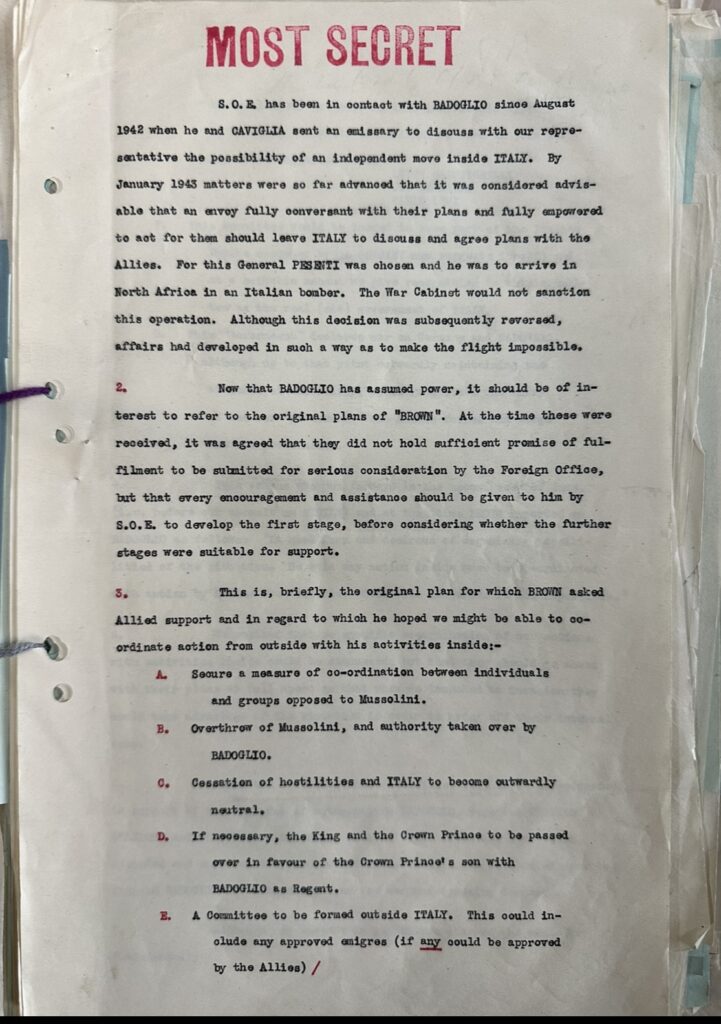 MOST SECRET
S.O.E. has been in contact with BADOGLIO since August
1942 when he and CAVIGLIA sent an emissary to discuss with our repre-
sentative the possibility of an independent move inside ITALY. By
January 1943 matters were so far advanced that it was considered advis-
able that an envoy fully conversant with their plans and fully empowered
to act for them should leave ITALY to discuss and agree plans with the
Allies. For this General PESENTI was chosen and he was to arrive in
North Africa in an Italian bomber. The War Cabinet would not sanction
this operation. Although this decision was subsequently reversed,
affairs had developed in such a way as to make the flight impossible.
2. Now that BADOGLIO has assumed power, it should be of in-
terest to refer to the original plans of "BROWN". At the time these were
received, it was agreed that they did not hold sufficient promise of ful-
filment to be submitted for serious consideration by the Foreign Office,
but that every encouragement and assistance should be given to him by
S.O.E. to develop the first stage, before considering whether the further
stages were suitable for support.
3. This is, briefly, the original plan for which BROWN asked
Allied support and in regard to which he hoped we might be able to co-
ordinate action from outside with his activities inside:-
A. Secure a measure of co-ordination between individuals
and groups opposed to Mussolini.
B. Overthrow of Mussolini, and authority taken over by
BADOGLIO.
C. Cessation of hostilities and ITALY to become outwardly
neutral.
D. If necessary, the King and the Crown Prince to be passed
over in favour of the Crown Prince's son with
BADOGLIO as Regent.
E. A Committee to be formed outside ITALY. This could in-
clude any approved emigres (if any could be approved
by the Allies) /